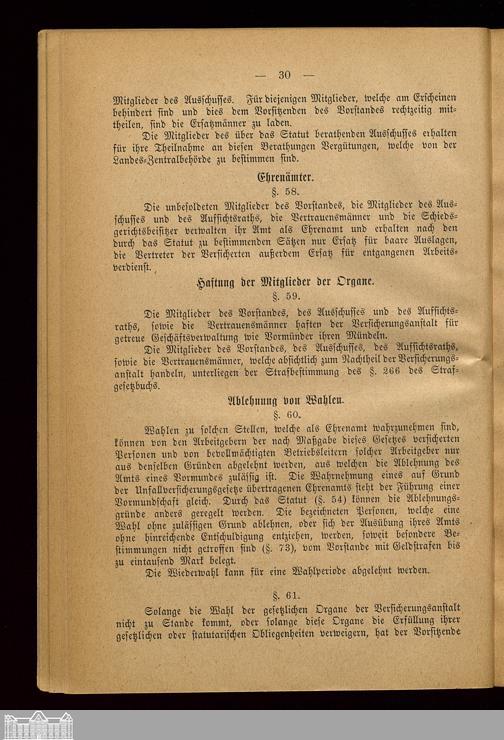 — 30 —
Mitglieder des Ausschusses. Für diejenigen Mitglieder, welche am Erscheinen
behindert sind und dies dem Vorsitzenden des Vorstandes rechtzeitig mit-
theilen, sind die Ersatzmänner zu laden.
Die Mitglieder des über das Statut berathenden Ausschusses erhalten
für ihre Theilnahme an diesen Berathungen Vergütungen, welche von der
Landes-Zentralbehörde zu bestimmen sind.
Ehrenämter.
§. 58.
Die unbesoldeten Mitglieder des Vorstandes, die Mitglieder des Aus-
schusses und des Aufsichtsraths, die Vertrauensmänner und die Schieds-
gerichtsbeisitzer verwalten ihr Amt als Ehrenamt und erhalten nach den
durch das Statut zu bestimmenden Sätzen nur Ersatz für baare Auslagen,
die Vertreter der Versicherten außerdem Ersatz für entgangenen Arbeits-
verdienst.
Haftung der Mitglieder der Organe.
§. 59.
Die Mitglieder des Vorstandes, des Ausschusses und des Aufsichts-
raths, sowie die Vertrauensmänner haften der Versicherungsanstalt für
getreue Geschäftsverwaltung wie Vormünder ihren Mündeln.
Die Mitglieder des Vorstandes, des Ausschusses, des Aufsichtsraths,
sowie die Vertrauensmänner, welche absichtlich zum Nachtheil der Versicherungs-
anstalt handeln, unterliegen der Strafbestimmung des §. 266 des Straf-
gesetzbuchs.
Ablehnung von Wahlen.
§. 60.
Wahlen zu solchen Stellen, welche als Ehrenamt wahrzunehmen sind,
können von den Arbeitgebern der nach Maßgabe dieses Gesetzes versicherten
Personen und von bevollmächtigten Betriebsleitern solcher Arbeitgeber nur
aus denselben Gründen abgelehnt werden, aus welchen die Ablehnung des
Amts eines Vormundes zulässig ist. Die Wahrnehmung eines auf Grund
der Unfallversicherungsgesetze übertragenen Ehrenamts steht der Führung einer
Vormundschaft gleich. Durch das Statut (§. 54) können die Ablehnungs-
gründe anders geregelt werden. Die bezeichneten Personen, welche eine
Wahl ohne zulässigen Grund ablehnen, oder sich der Ausübung ihres Amts
ohne hinreichende Entschuldigung entziehen, werden, soweit besondere Be-
stimmungen nicht getroffen sind (§. 73), vom Vorstande mit Geldstrafen bis
zu eintausend Mark belegt.
Die Wiederwahl kann für eine Wahlperiode abgelehnt werden.
§. 61.
Solange die Wahl der gesetzlichen Organe der Versicherungsanstalt
nicht zu Stande kommt, oder solange diese Organe die Erfüllung ihrer
gesetzlichen oder statutarischen Obliegenheiten verweigern, hat der Vorsitzende